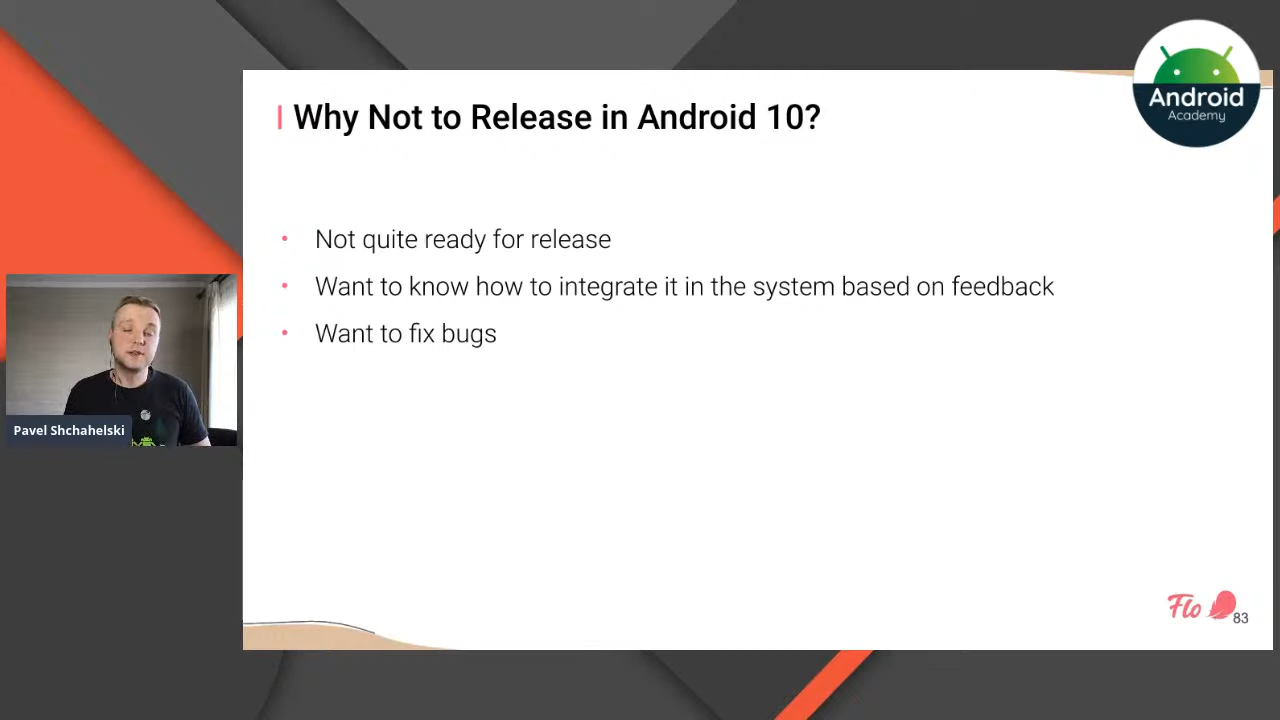 Why Not to Release in Android 10?
Android
Academy
• Not quite ready for release
• Want to know how to integrate it in the system based on feedback
• Want to fix bugs
Pavel Shchahelski
Flo
83